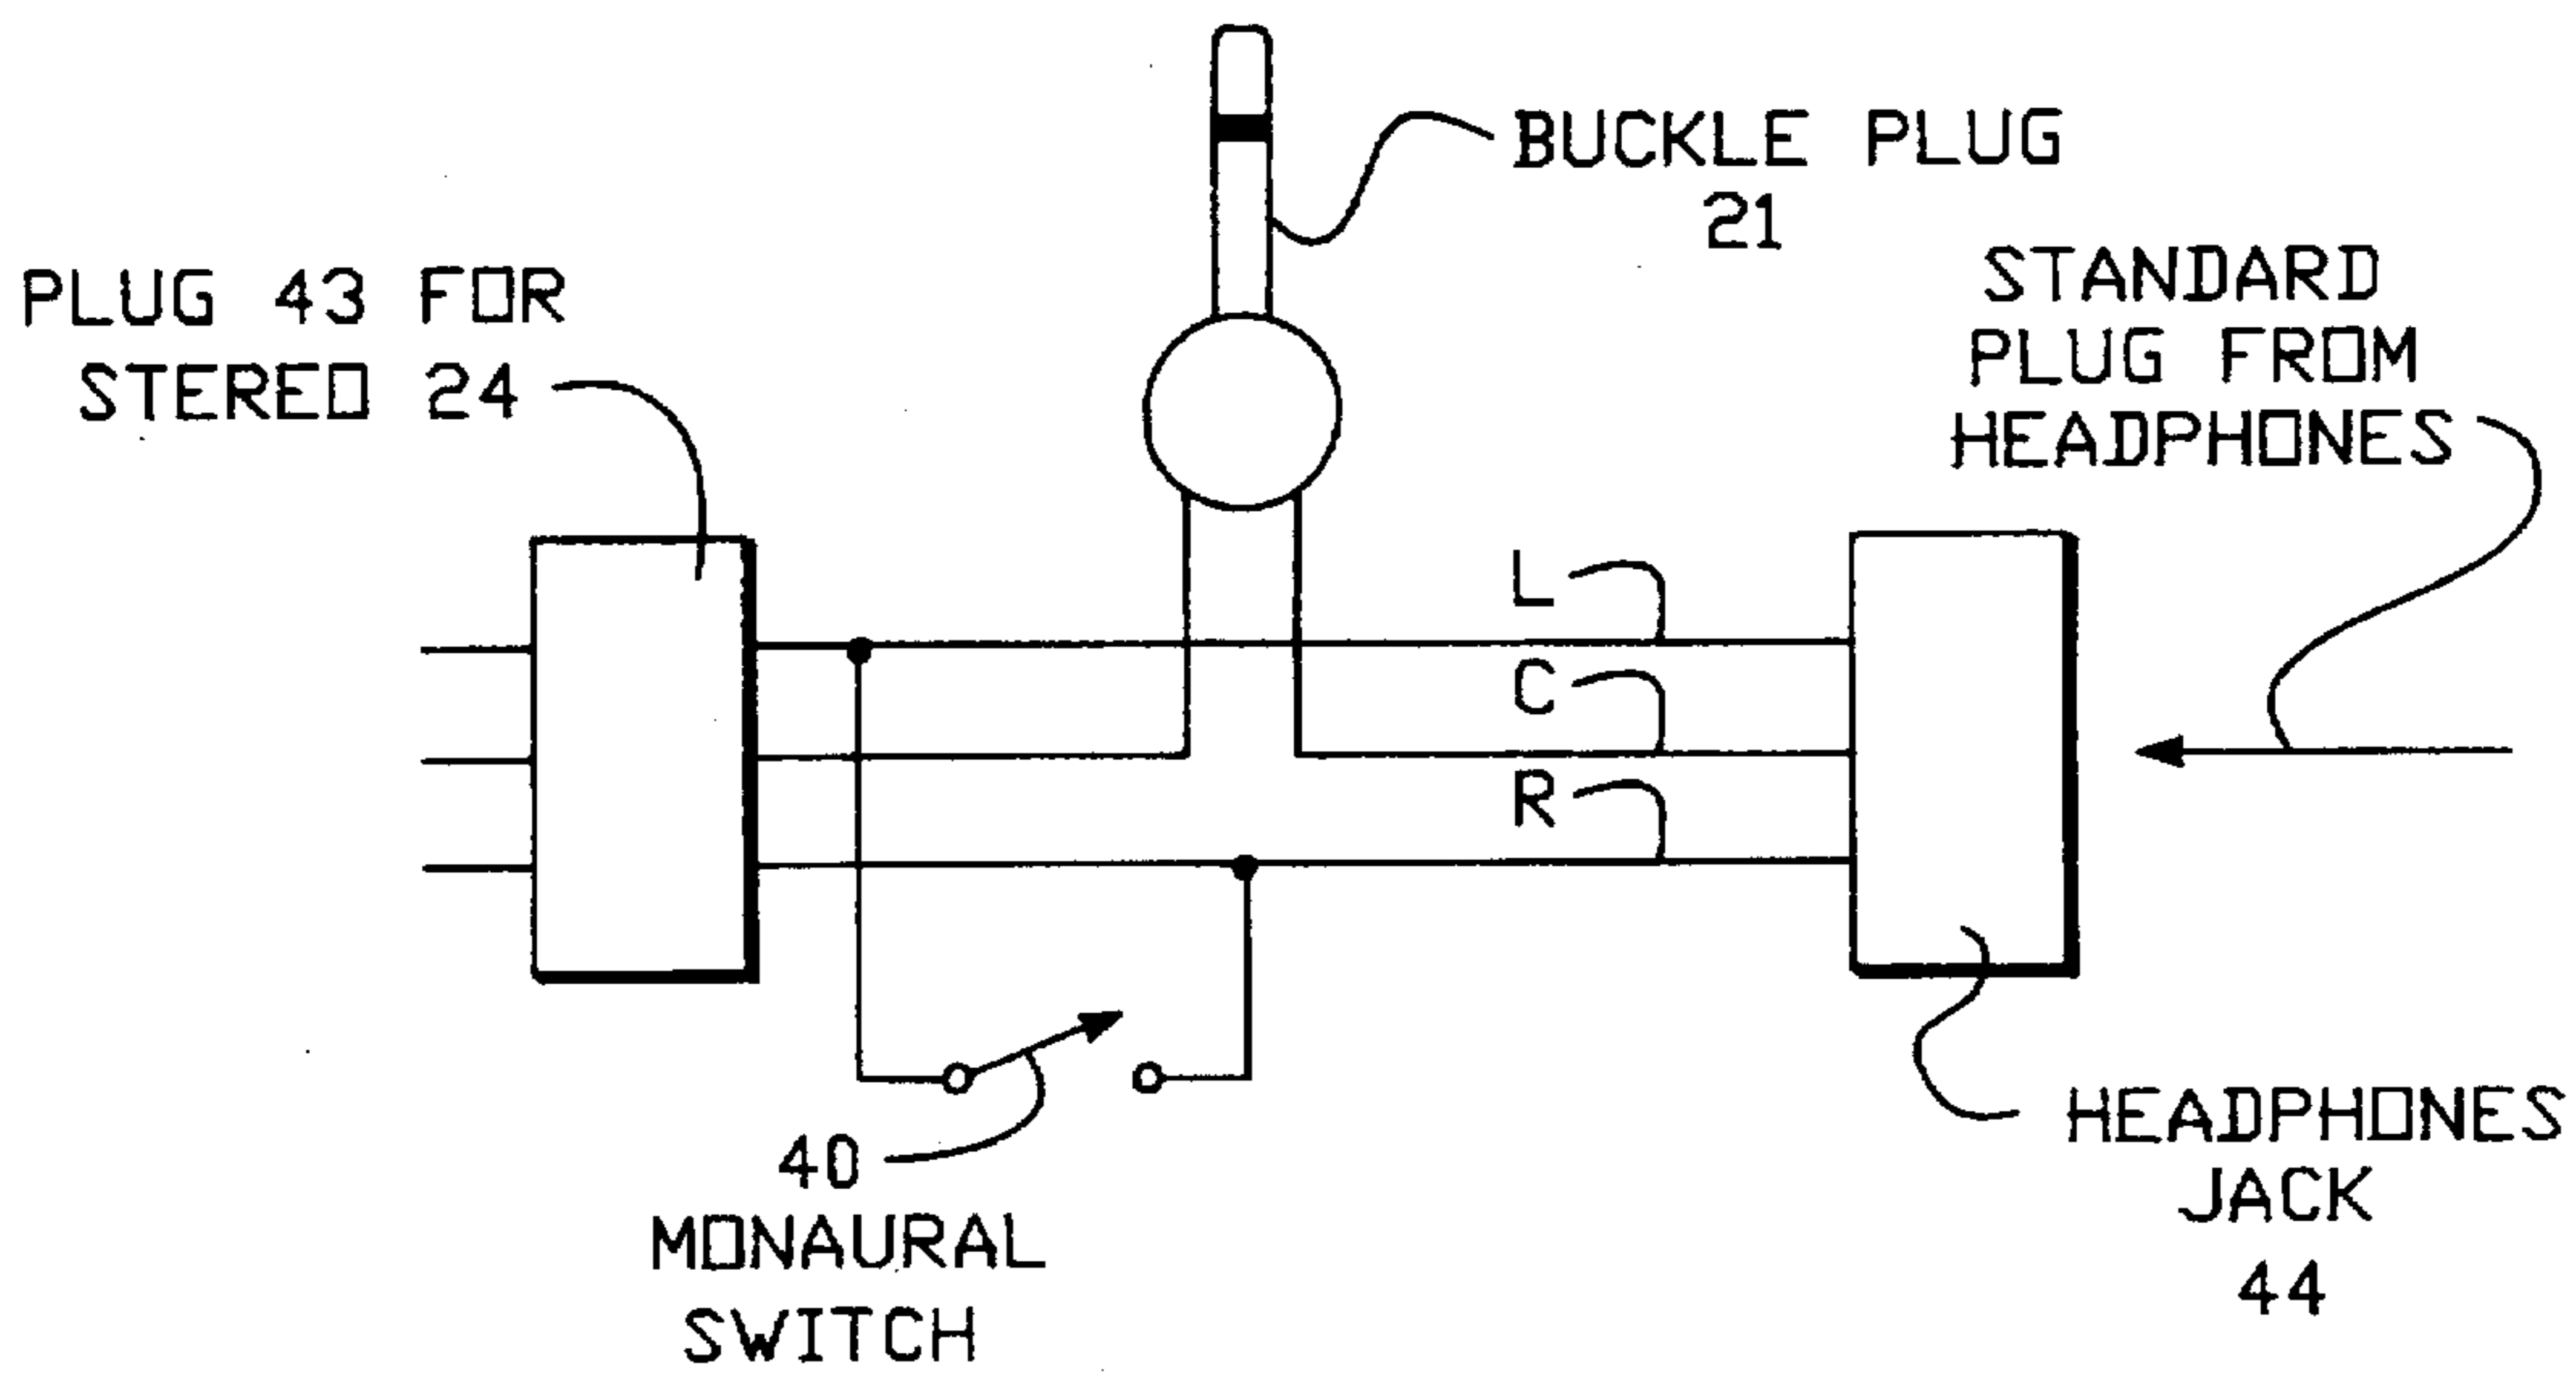 BUCKLE PLUG
21
PLUG 43 FOR
STEREO 24
STANDARD
PLUG FROM
HEADPHONES
L
C
R
40
MONAURAL
SWITCH
HEADPHONES
JACK
44